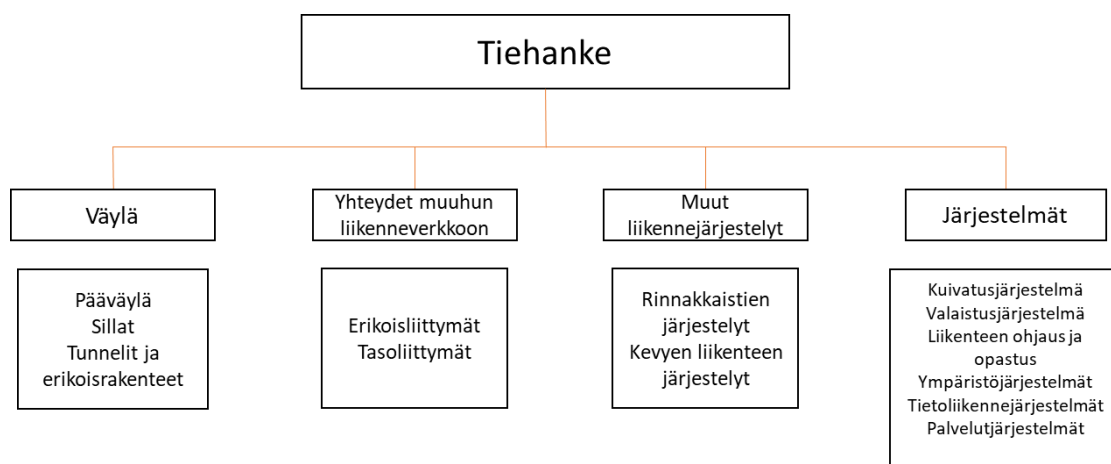 Tiehanke
Väylä
Yhteydet muuhun
liikenneverkkoon
Muut
liikennejärjestelyt
Järjestelmät
Pääväylä
Sillat
Tunnelit ja
erikoisrakenteet
Erikoisliittymät
Tasoliittymät
Rinnakkaistien
järjestelyt
Kevyen liikenteen
järjestelyt
Kuivatusjärjestelmä
Valaistusjärjestelmä
Liikenteen ohjaus ja
opastus
Ympäristöjärjestelmät
Tietoliikennejärjestelmät
Palvelutjärjestelmät